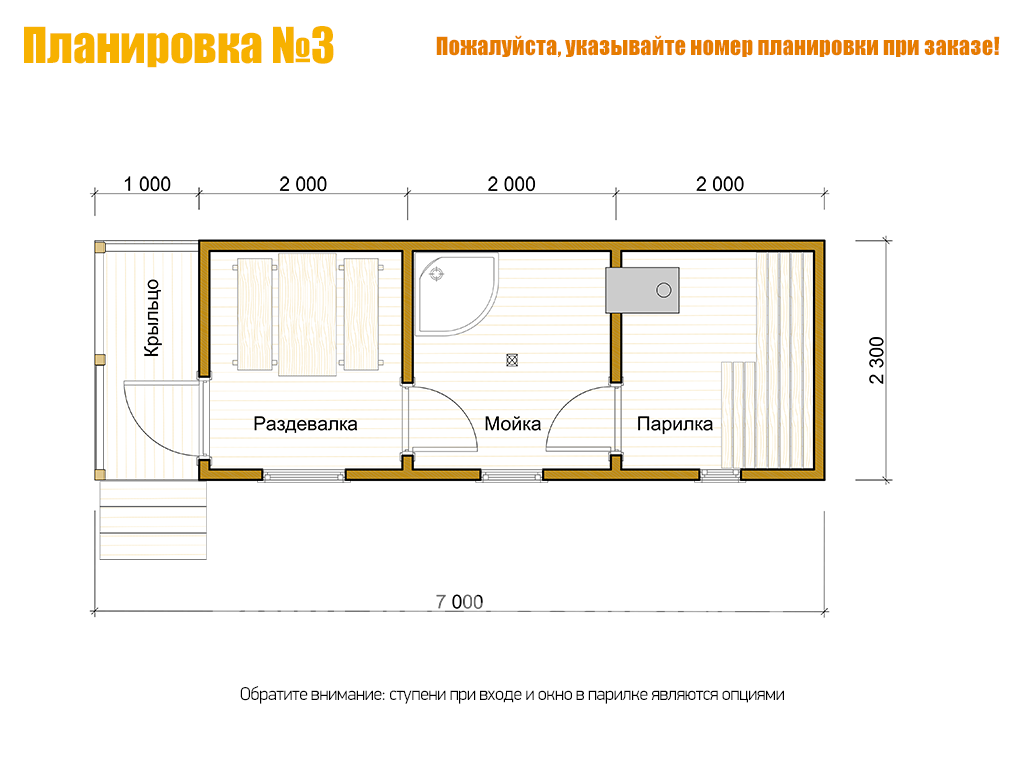 Планировка №3
Пожалуйста, указывайте номер планировки при заказе!
1 000
2 000
2 000
2 000
Крыльцо
2 300
Раздевалка
Мойка
Парилка
7 000
Обратите внимание: ступени при входе и окно в парилке являются опциями